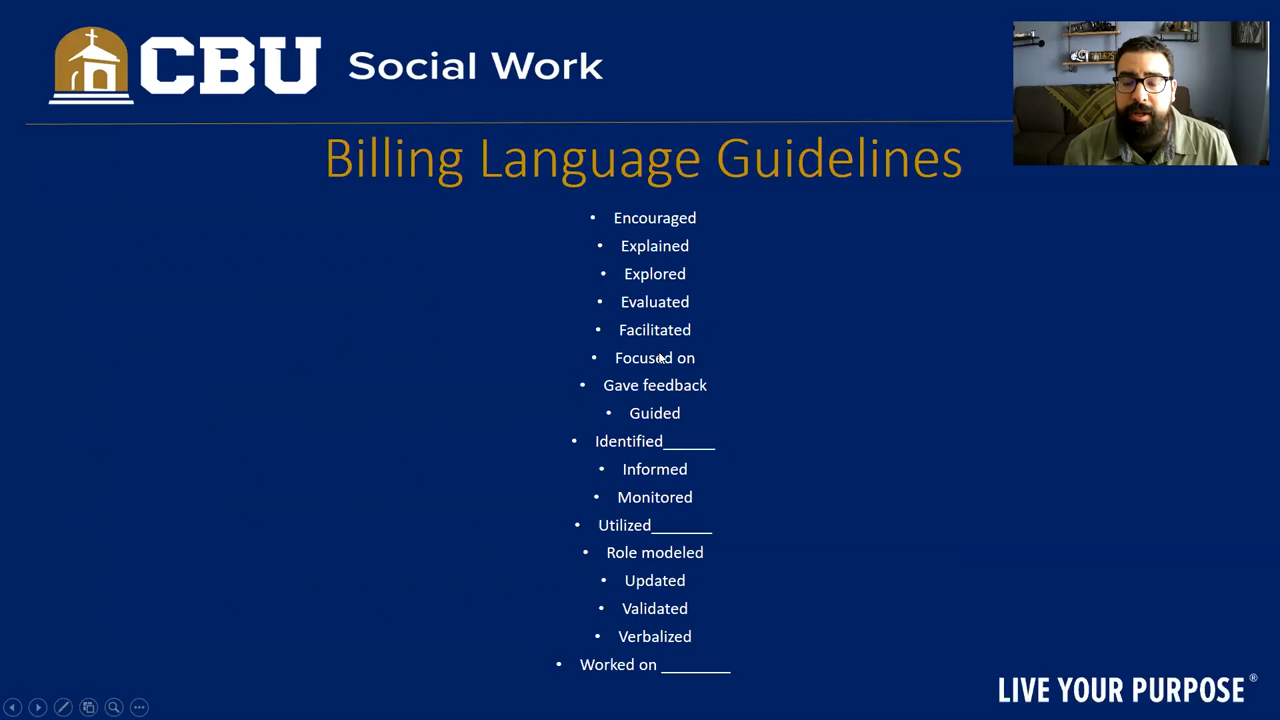 CBU Social Work
Billing Language Guidelines
• Encouraged
• Explained
• Explored
• Evaluated
• Facilitated
• Focused on
• Gave feedback
• Guided
• Identified______
• Informed
• Monitored
• Utilized_______
• Role modeled
• Updated
• Validated
• Verbalized
• Worked on ________
LIVE YOUR PURPOSE®